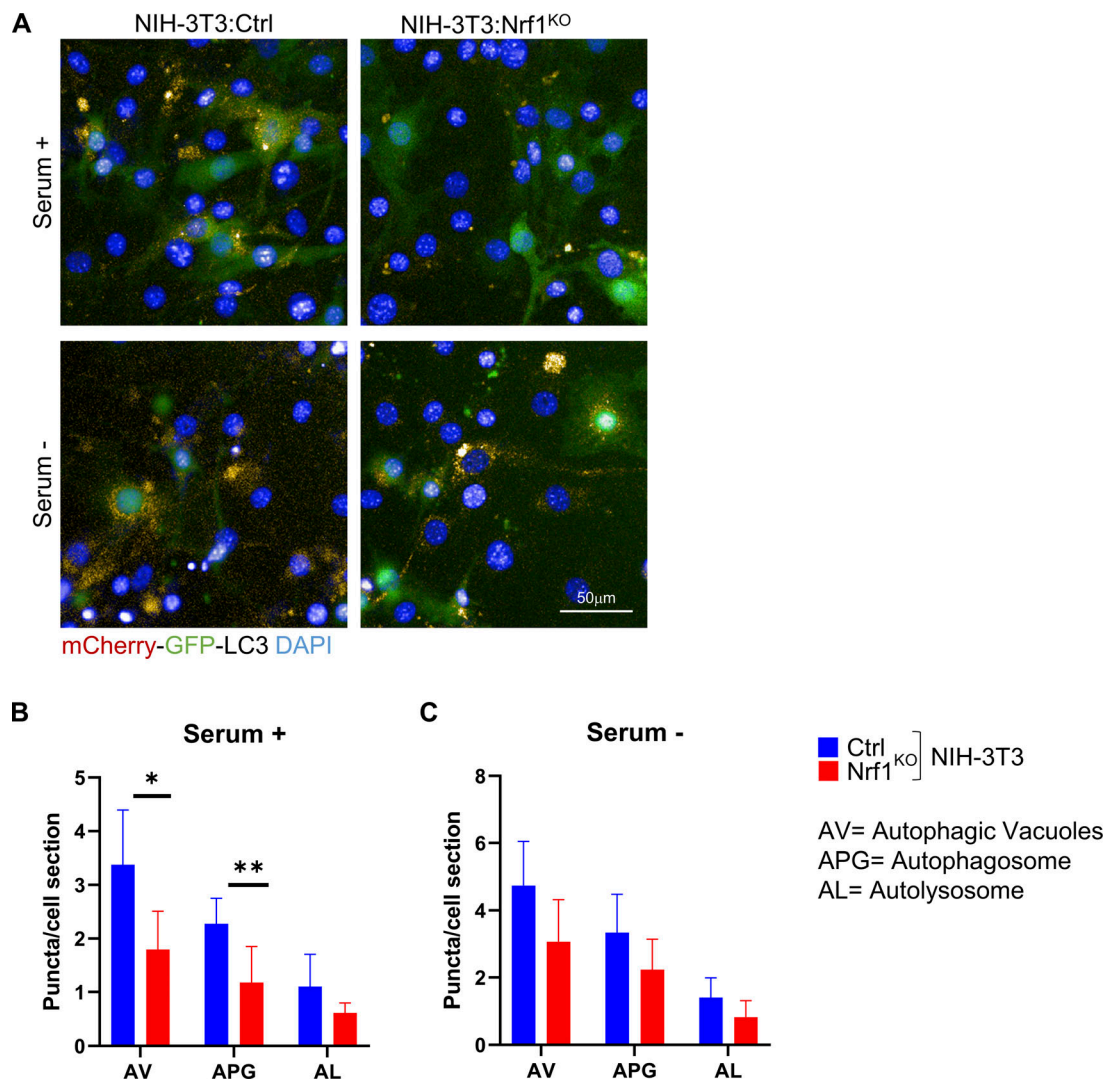 A
NIH-3T3:Ctrl
NIH-3T3:Nrf1KO
Serum +
Serum -
50μm
mCherry-GFP-LC3 DAPI
B
Serum +
Puncta/cell section
5
4
3
2
1
0
*
**
AV
APG
AL
C
Serum -
Puncta/cell section
8
6
4
2
0
AV
APG
AL
Ctrl
Nrf1KO
NIH-3T3
AV= Autophagic Vacuoles
APG= Autophagosome
AL= Autolysosome